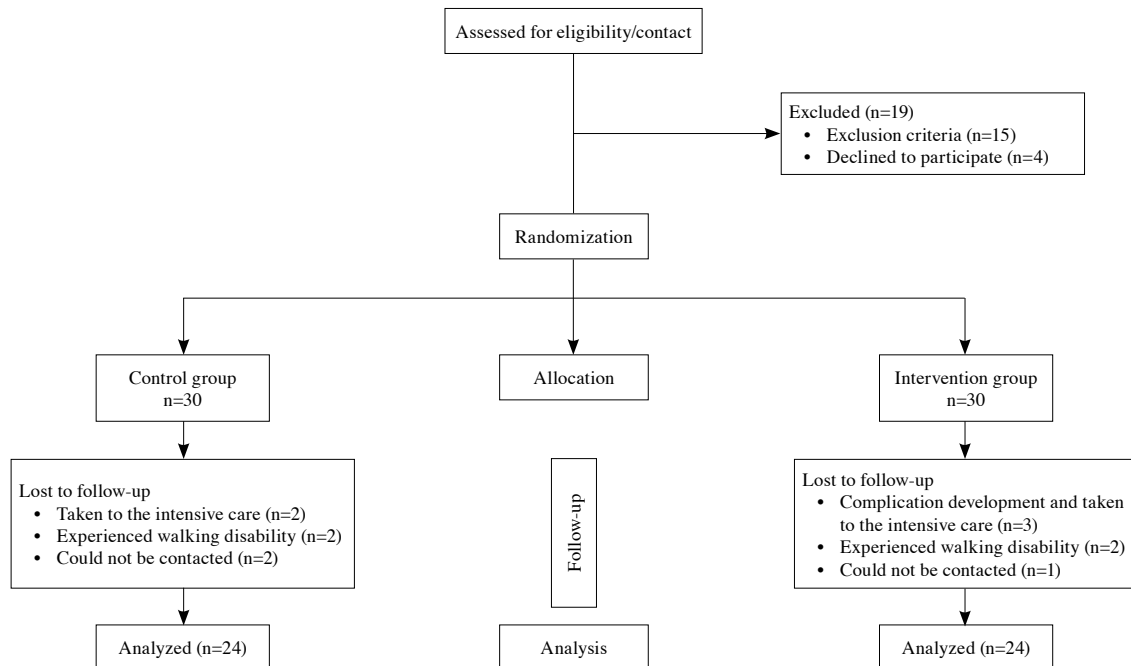 Assessed for eligibility/contact
Excluded (n=19)
• Exclusion criteria (n=15)
• Declined to participate (n=4)
Randomization
Control group
n=30
Allocation
Intervention group
n=30
Lost to follow-up
• Taken to the intensive care (n=2)
• Experienced walking disability (n=2)
• Could not be contacted (n=2)
Follow-up
Lost to follow-up
• Complication development and taken
to the intensive care (n=3)
• Experienced walking disability (n=2)
• Could not be contacted (n=1)
Analyzed (n=24)
Analysis
Analyzed (n=24)